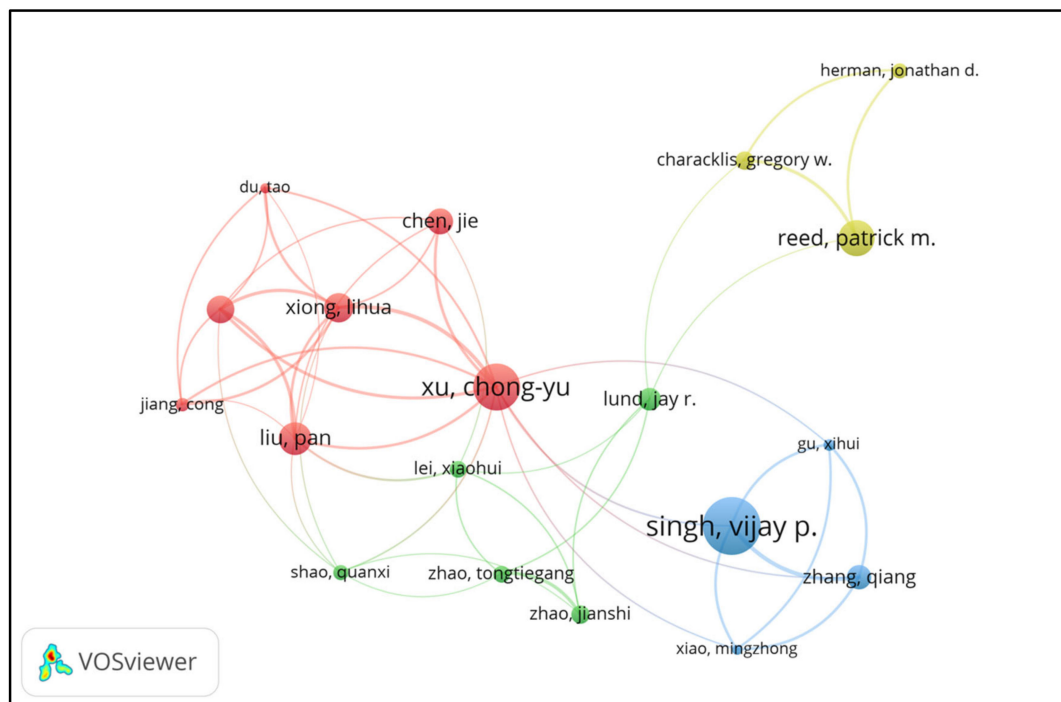 herman, jonathan d.
characklis, gregory w.
du, tao
chen, jie
reed, patrick m.
xiong, lihua
xu, chong-yu
lund, jay r.
jiang, cong
liu, pan
gu, xihui
lei, xiaohui
singh, vijay p.
shao, quanxi
zhao, tongtiegang
zhang, qiang
zhao, jianshi
xiao, mingzhong
VOSviewer